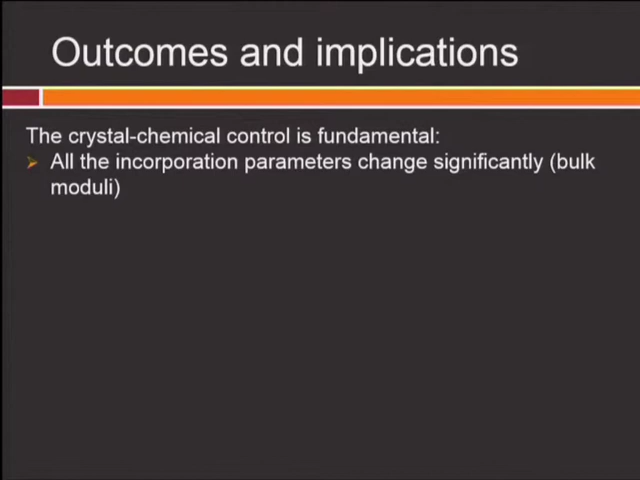 Outcomes and implications
The crystal-chemical control is fundamental:
All the incorporation parameters change significantly (bulk
moduli)